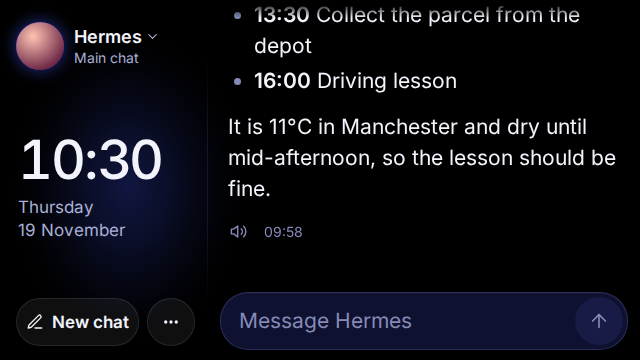 Hermes
Main chat
10:30
Thursday
19 November
New chat
13:30 Collect the parcel from the
depot
16:00 Driving lesson
It is 11°C in Manchester and dry until
mid-afternoon, so the lesson should be
fine.
09:58
Message Hermes